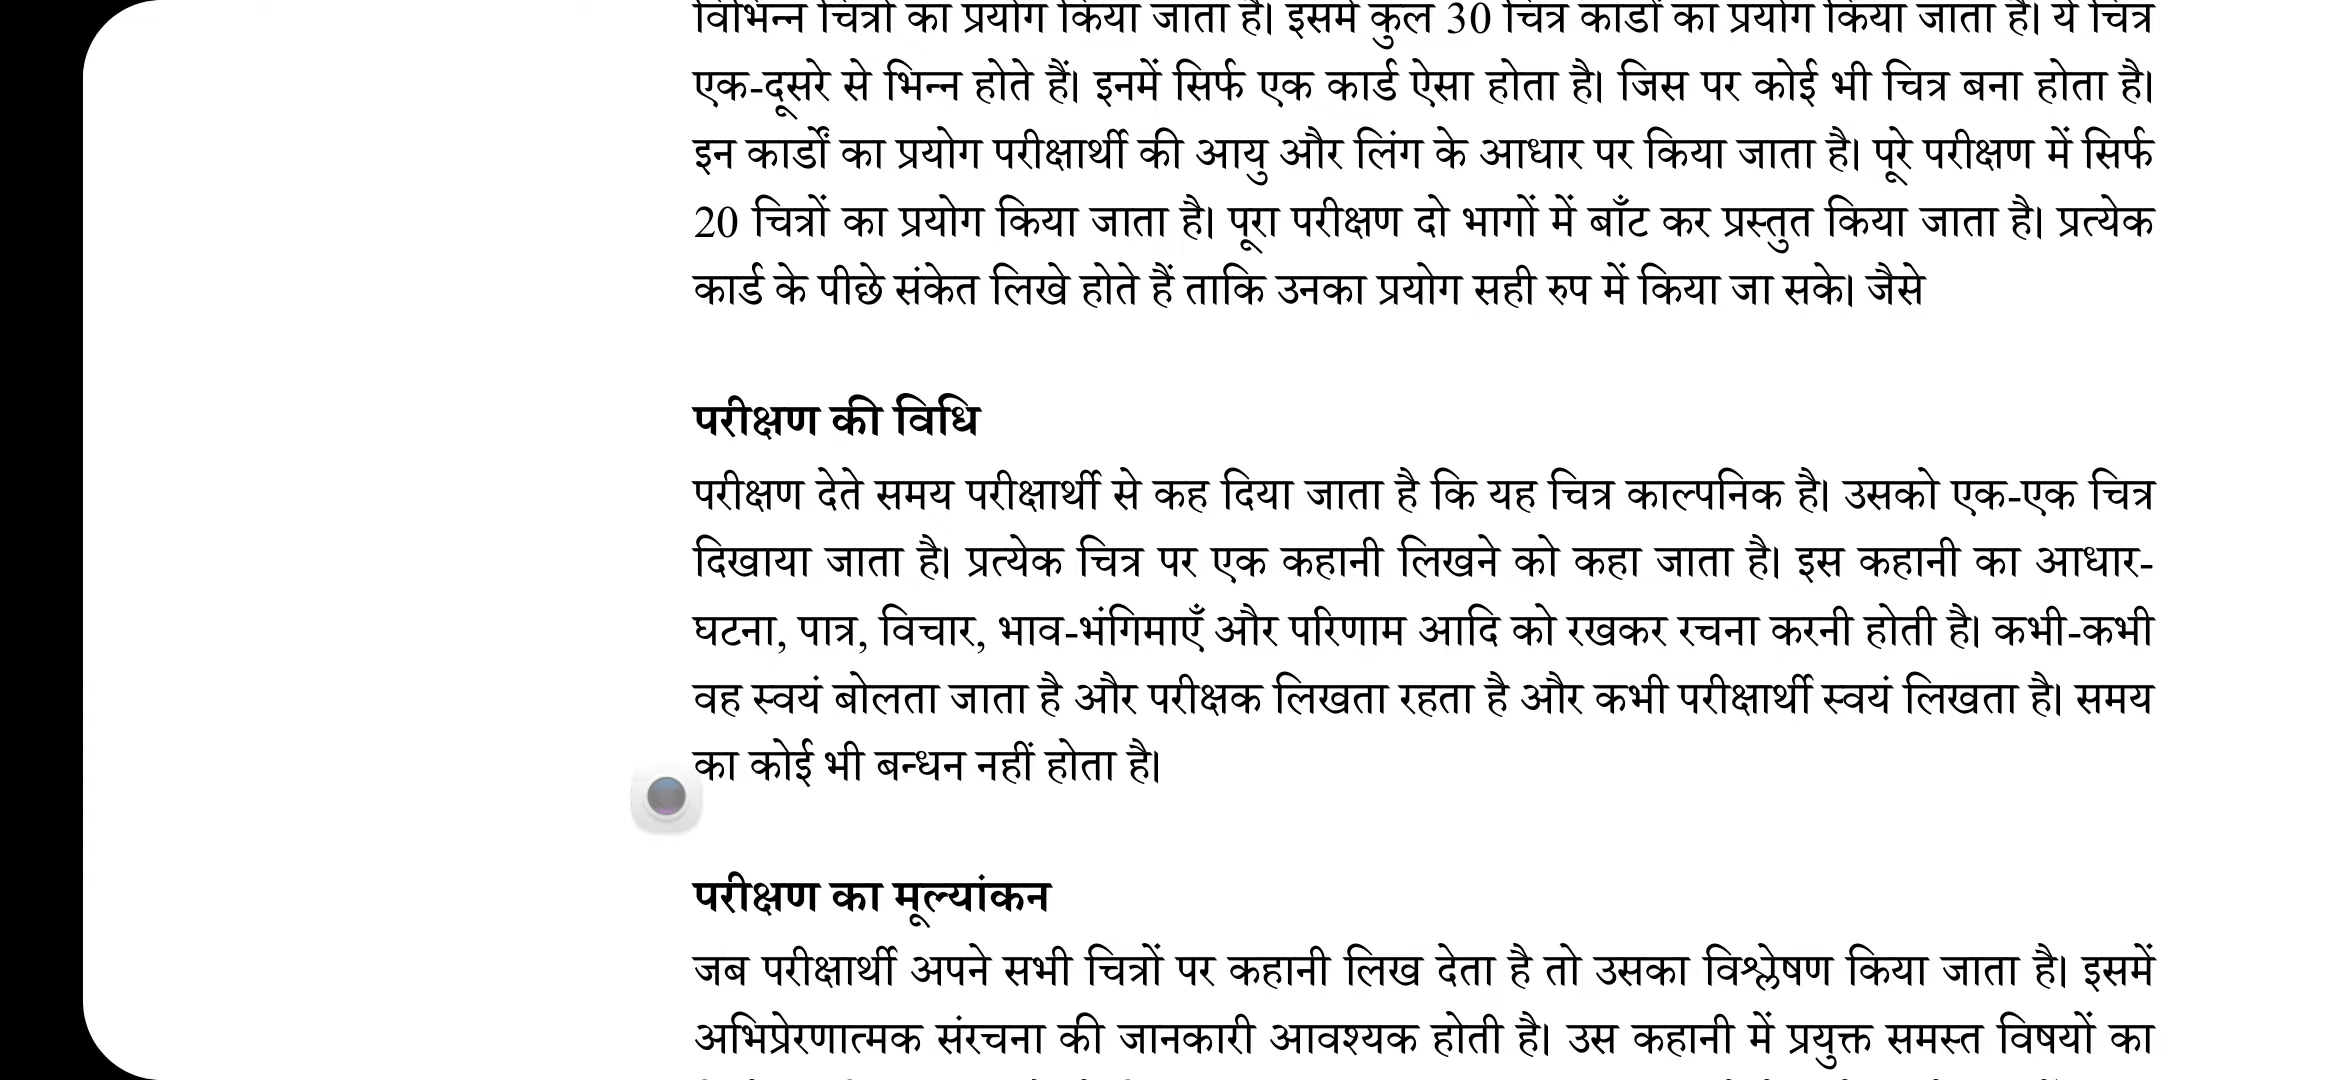 विभिन्न चित्रों का प्रयोग किया जाता है। इसमें कुल 30 चित्र कार्डों का प्रयोग किया जाता है। ये चित्र
एक-दूसरे से भिन्न होते हैं। इनमें सिर्फ एक कार्ड ऐसा होता है। जिस पर कोई भी चित्र बना होता है।
इन कार्डों का प्रयोग परीक्षार्थी की आयु और लिंग के आधार पर किया जाता है। पूरे परीक्षण में सिर्फ
20 चित्रों का प्रयोग किया जाता है। पूरा परीक्षण दो भागों में बाँट कर प्रस्तुत किया जाता है। प्रत्येक
कार्ड के पीछे संकेत लिखे होते हैं ताकि उनका प्रयोग सही रुप में किया जा सके। जैसे
परीक्षण की विधि
परीक्षण देते समय परीक्षार्थी से कह दिया जाता है कि यह चित्र काल्पनिक है। उसको एक-एक चित्र
दिखाया जाता है। प्रत्येक चित्र पर एक कहानी लिखने को कहा जाता है। इस कहानी का आधार-
घटना, पात्र, विचार, भाव-भंगिमाएँ और परिणाम आदि को रखकर रचना करनी होती है। कभी-कभी
वह स्वयं बोलता जाता है और परीक्षक लिखता रहता है और कभी परीक्षार्थी स्वयं लिखता है। समय
का कोई भी बन्धन नहीं होता है।
परीक्षण का मूल्यांकन
जब परीक्षार्थी अपने सभी चित्रों पर कहानी लिख देता है तो उसका विश्लेषण किया जाता है। इसमें
अभिप्रेरणात्मक संरचना की जानकारी आवश्यक होती है। उस कहानी में प्रयुक्त समस्त विषयों का